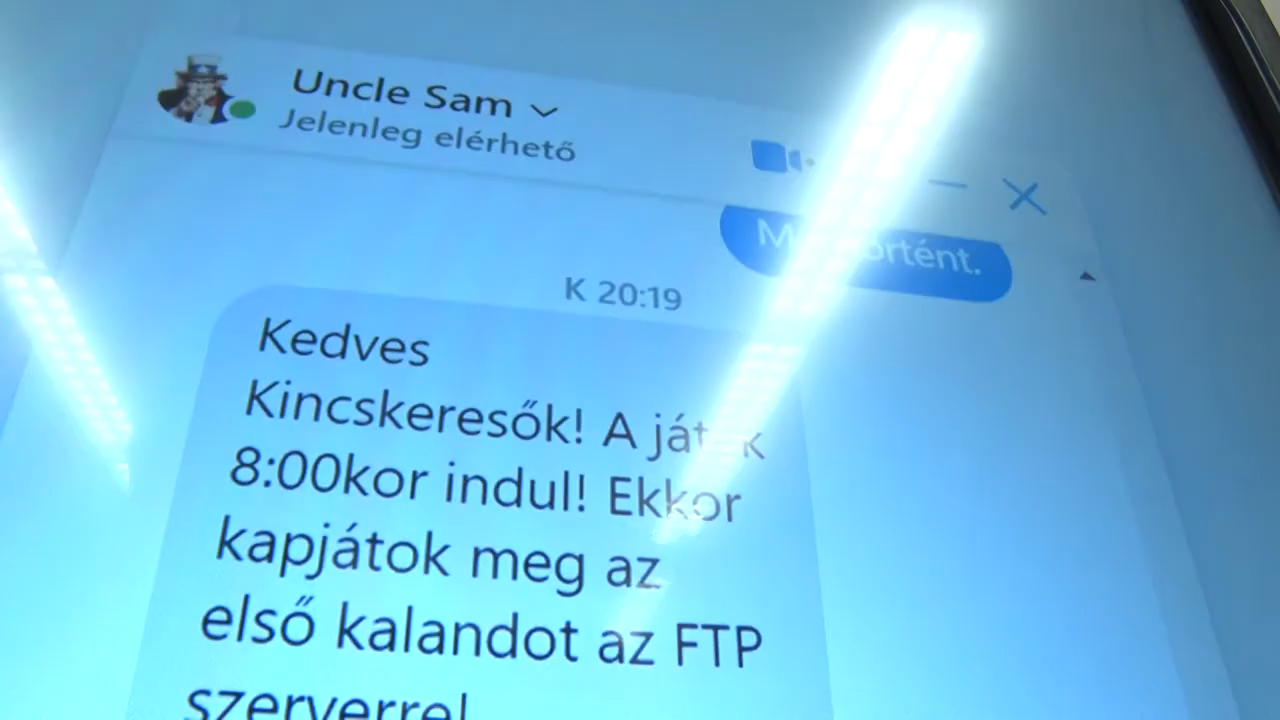 Uncle Sam
Jelenleg elérhető
K 20:19
Kedves
Kincskeresők! A
8:00kor indul! Ekkor
kapjátok meg az
első kalandot az FTP
szerverrel